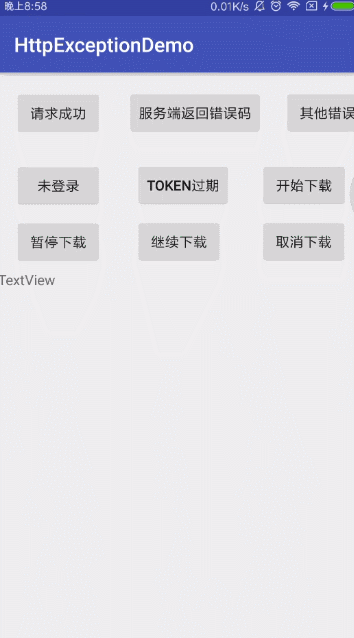 晚上8:58 0.01K/s
HttpExceptionDemo
请求成功 服务端返回错误码 其他错误
未登录 TOKEN过期 开始下载
暂停下载 继续下载 取消下载
TextView